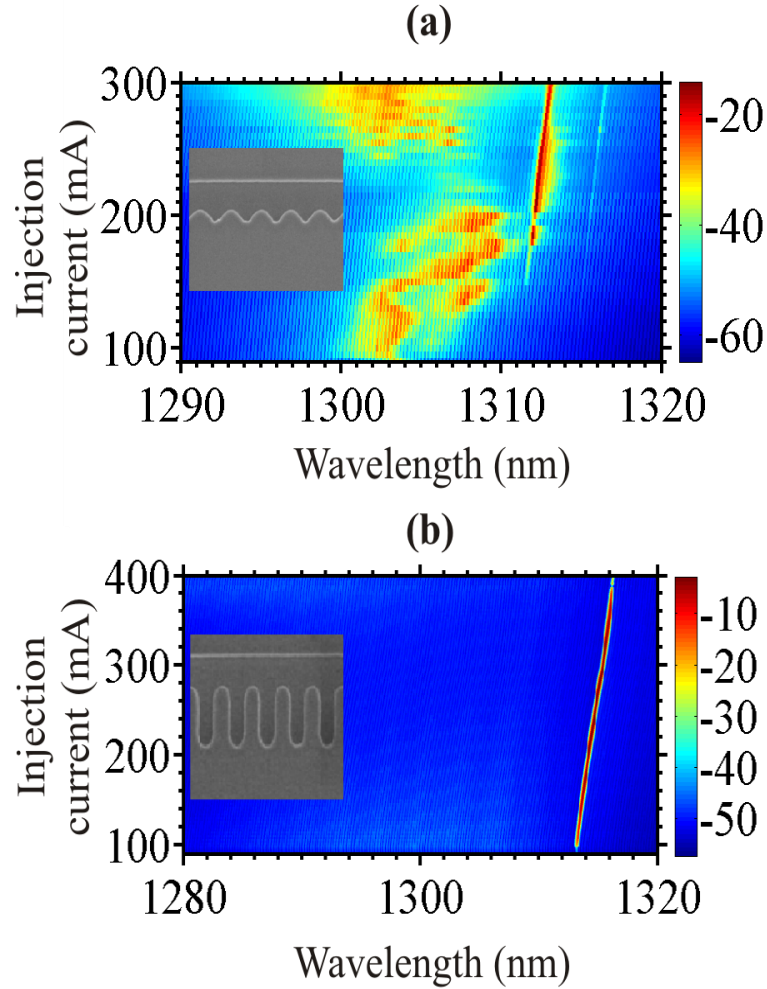 (a)
300
200
100
Injection
current (mA)
1290 1300 1310 1320
Wavelength (nm)
-20
-40
-60
(b)
400
300
200
100
Injection
current (mA)
1280 1300 1320
Wavelength (nm)
-10
-20
-30
-40
-50